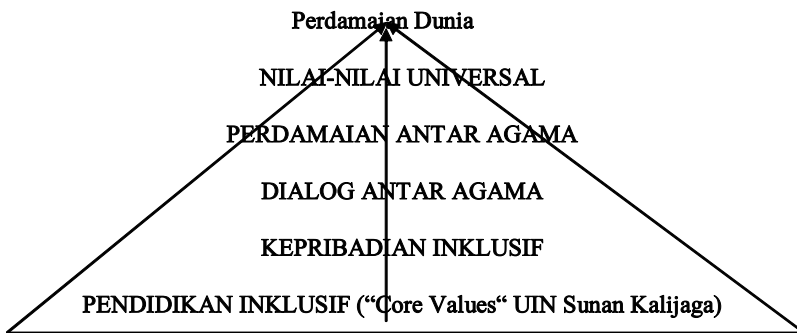 Perdamaian Dunia
NILAI-NILAI UNIVERSAL
PERDAMAIAN ANTAR AGAMA
DIALOG ANTAR AGAMA
KEPRIBADIAN INKLUSIF
PENDIDIKAN INKLUSIF (“Core Values“ UIN Sunan Kalijaga)